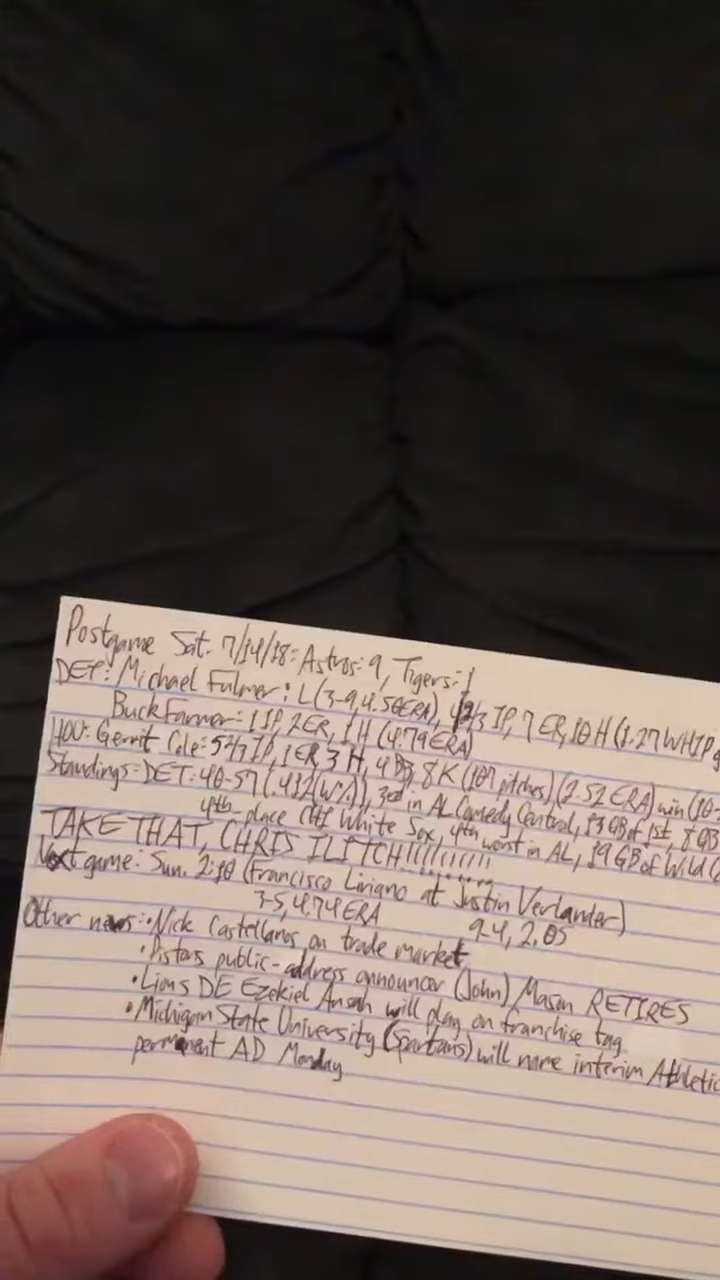 Postgame Sat. 7/14/18: Astros: 9, Tigers: 1
DET: Michael Fulmer: L (3-9, 4.50 ERA), 4 2/3 IP, 7 ER, 10 H (1.27 WHIP
Buck Farmer: 1 IP, 2 ER, 1 H (4.79 ERA)
HOU: Gerrit Cole: 5 2/3 IP, 1 ER, 3 H, 4 BB, 8 K (107 pitches) (2.52 ERA) win (10-
Standings: DET: 40-57 (.412 (W%)), 3rd in AL Comedy Central, 13 GB of 1st, 8 GB
4th-place CHI White Sox, 4th worst in AL, 19 GB of Wild C
TAKE THAT, CHRIS ILITCH!!!!!!!!!!
Next game: Sun. 2:10 (Francisco Liriano at Justin Verlander)
3-5, 4.74 ERA 9-4, 2.05
Other news: • Nick Castellanos on trade market
• Pistons public-address announcer (John) Mason RETIRES
• Lions DE Ezekiel Ansah will play on franchise tag
• Michigan State University (Spartans) will name interim Athletic
permanent AD Monday